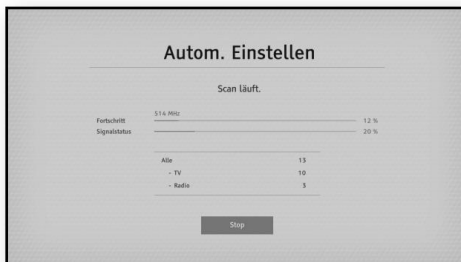 Autom. Einstellen
Scan läuft.
514 MHz
Fortschritt 12 %
Signalstatus 20 %
Alle 13
- TV 10
- Radio 3
Stop